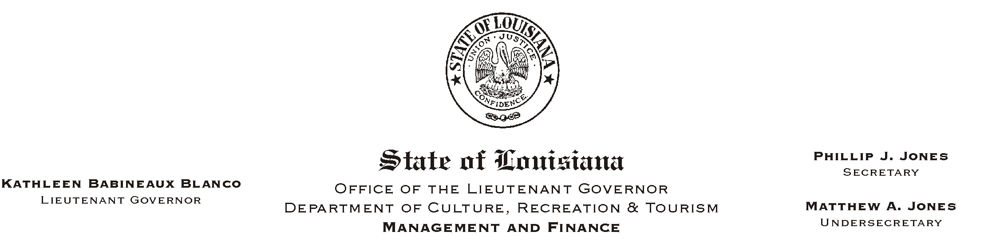 STATE OF LOUISIANA
UNION · JUSTICE
CONFIDENCE
State of Louisiana
OFFICE OF THE LIEUTENANT GOVERNOR
DEPARTMENT OF CULTURE, RECREATION & TOURISM
MANAGEMENT AND FINANCE
KATHLEEN BABINEAUX BLANCO
LIEUTENANT GOVERNOR
PHILLIP J. JONES
SECRETARY
MATTHEW A. JONES
UNDERSECRETARY